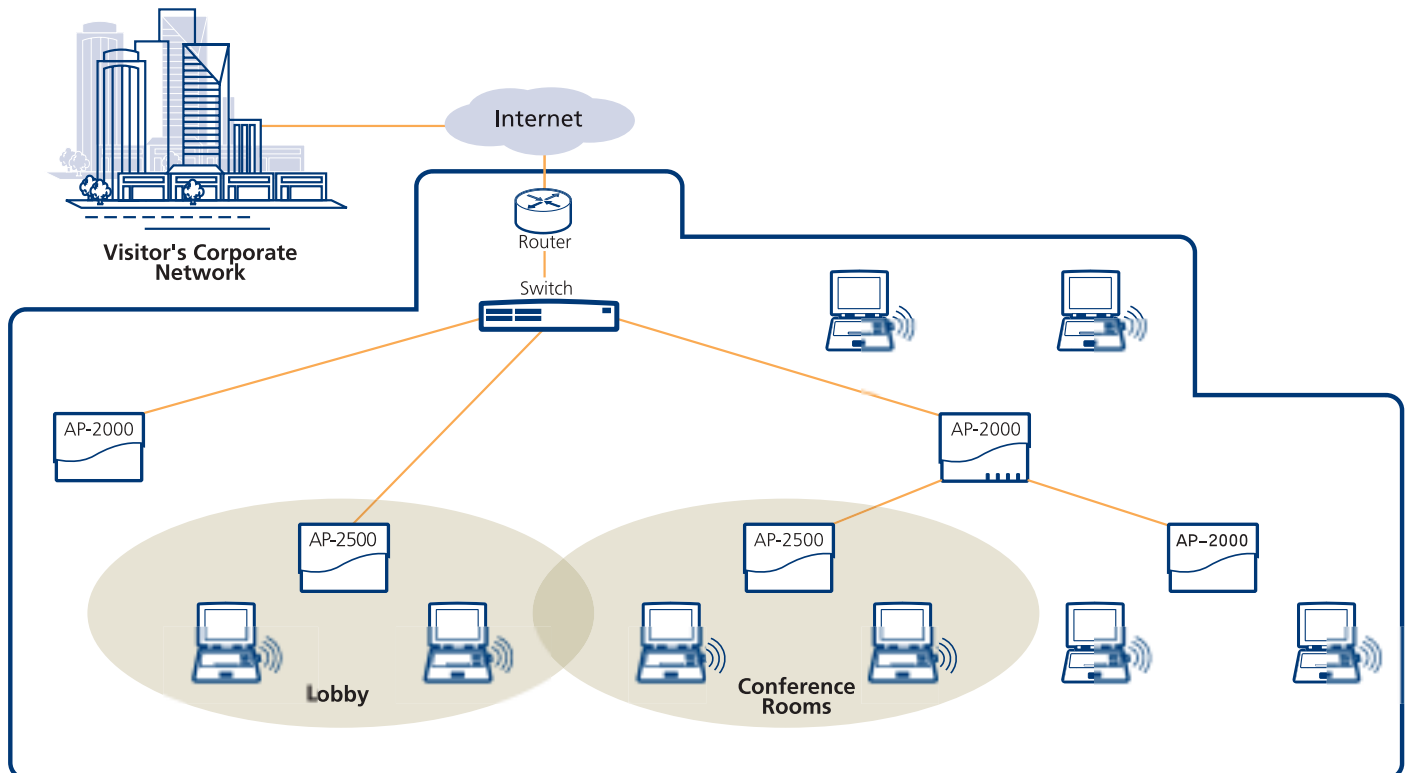 Internet
Visitor's Corporate
Network
Router
Switch
AP-2000
AP-2000
AP-2500
AP-2500
AP-2000
Lobby
Conference
Rooms